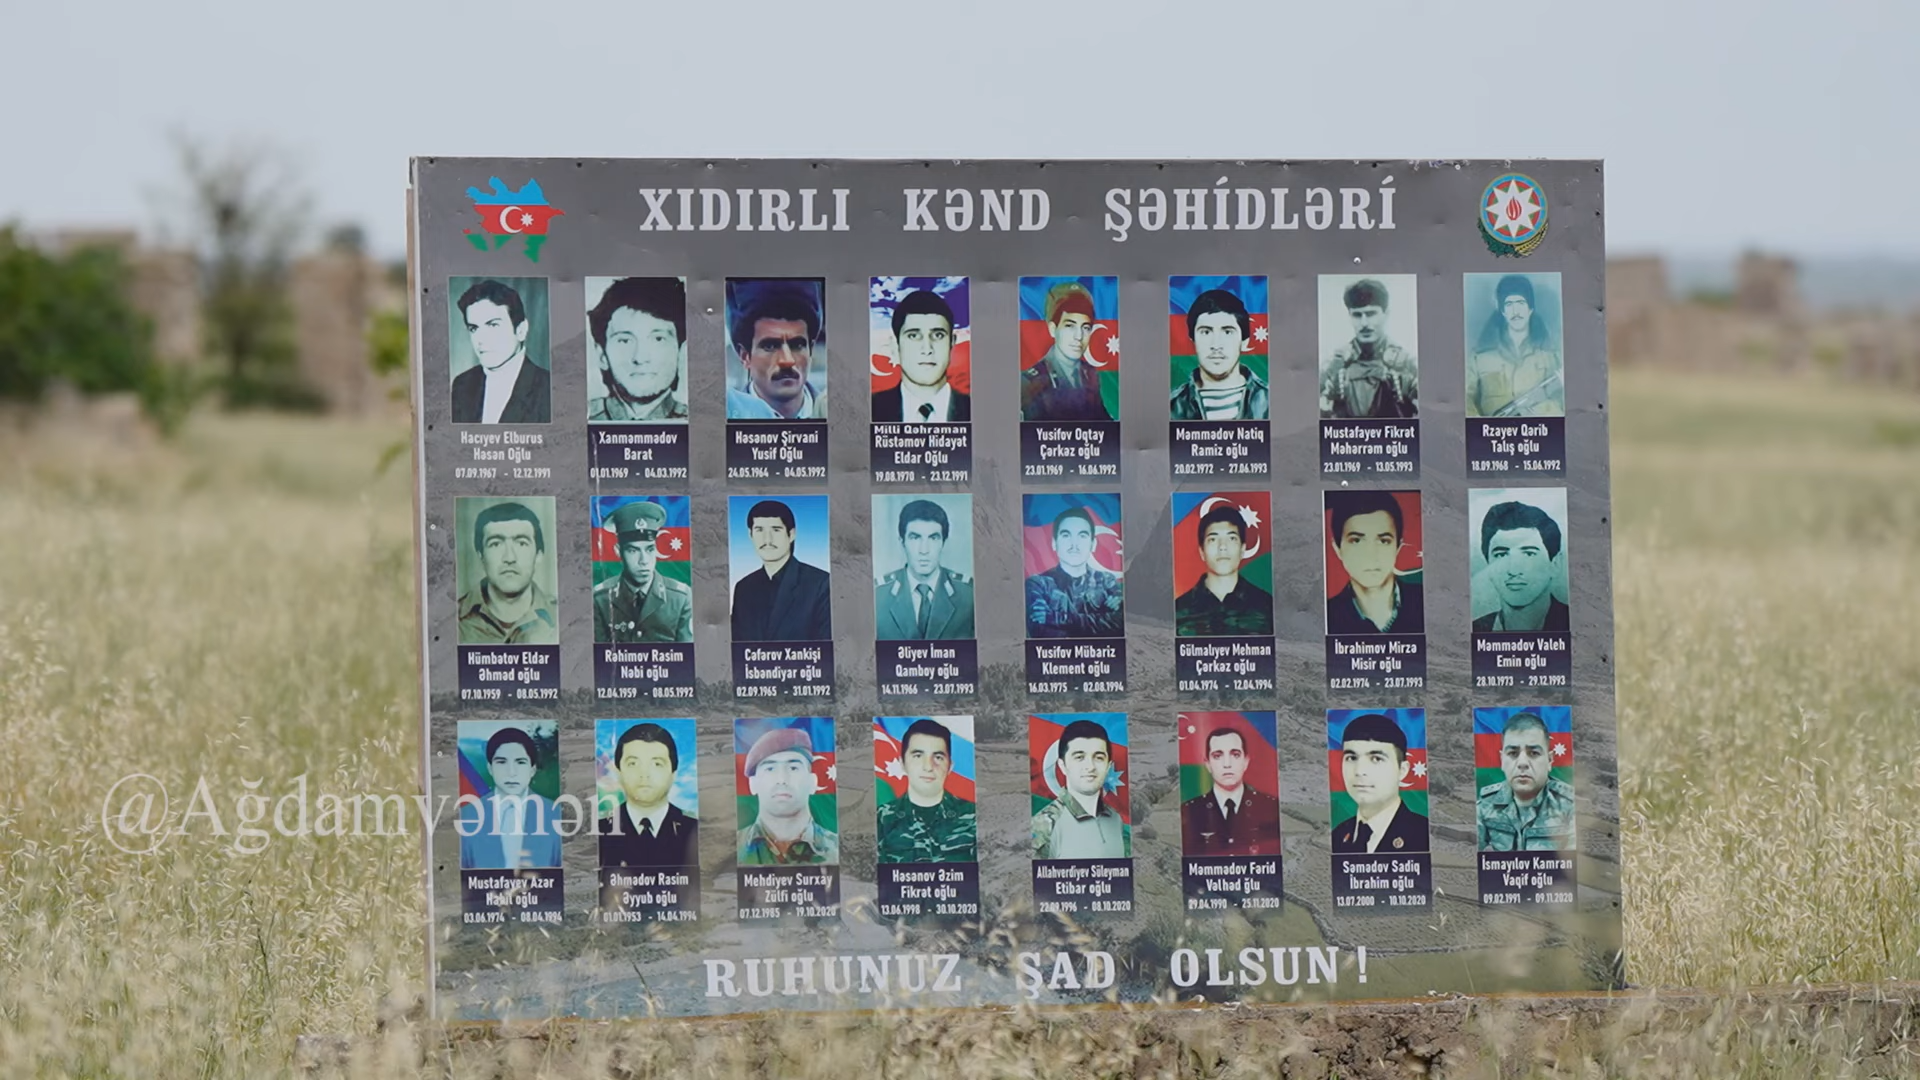 XIDIRLI KƏND ŞƏHÍDLƏRÍ
Hacıyev Elburus
Həsən Oğlu
07.09.1967 - 12.12.1991
Xanməmmədov
Barat
01.01.1969 - 04.03.1992
Həsənov Şirvani
Yusif Oğlu
24.05.1964 - 04.05.1992
Milli Qəhrəman
Rüstəmov Hidayət
Eldar Oğlu
19.08.1970 - 23.12.1991
Yusifov Oqtay
Çərkəz oğlu
23.01.1969 - 16.06.1992
Məmmədov Natiq
Ramiz oğlu
20.02.1972 - 27.06.1993
Mustafayev Fikrət
Məhərrəm oğlu
23.01.1969 - 13.05.1993
Rzayev Qərib
Talış oğlu
18.09.1968 - 15.06.1992
Hümbətov Eldar
Əhməd oğlu
07.10.1959 - 08.05.1992
Rəhimov Rasim
Nəbi oğlu
12.04.1959 - 08.05.1992
Cəfərov Xankişi
İsbəndiyar oğlu
02.09.1965 - 31.01.1992
Əliyev İman
Qamboy oğlu
14.11.1966 - 23.07.1993
Yusifov Mübariz
Klement oğlu
16.03.1975 - 02.08.1994
Gülmalıyev Mehman
Çərkəz oğlu
01.04.1974 - 12.04.1994
İbrahimov Mirzə
Misir oğlu
02.02.1974 - 23.07.1993
Məmmədov Valeh
Emin oğlu
28.10.1973 - 29.12.1993
Mustafayev Azər
Habil oğlu
03.06.1974 - 08.04.1994
Əhmədov Rasim
Əyyub oğlu
01.01.1953 - 14.04.1994
Mehdiyev Surxay
Zülfi oğlu
07.12.1985 - 19.10.2020
Həsənov Əzim
Fikrət oğlu
13.06.1998 - 30.10.2020
Allahverdiyev Süleyman
Etibar oğlu
22.09.1996 - 08.10.2020
Məmmədov Fərid
Vəlhəd ğlu
29.04.1990 - 25.11.2020
Səmədov Sadiq
İbrahim oğlu
13.07.2000 - 10.10.2020
İsmayılov Kamran
Vaqif oğlu
09.02.1991 - 09.11.2020
RUHUNUZ ŞAD OLSUN!
@Ağdamyəmən